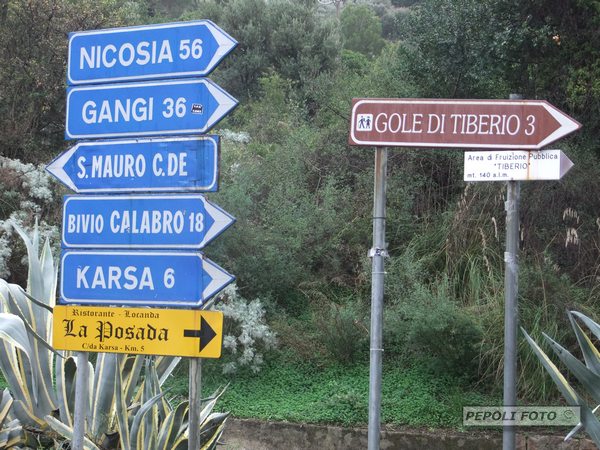 NICOSIA 56
GANGI 36
S. MAURO C.DE
BIVIO CALABRÒ 18
KARSA 6
Ristorante - Locanda
La Posada
C/da Karsa - Km. 5
GOLE DI TIBERIO 3
Area di Fruizione Pubblica
"TIBERIO"
mt. 140 a.l.m.
PEPOLI FOTO ©